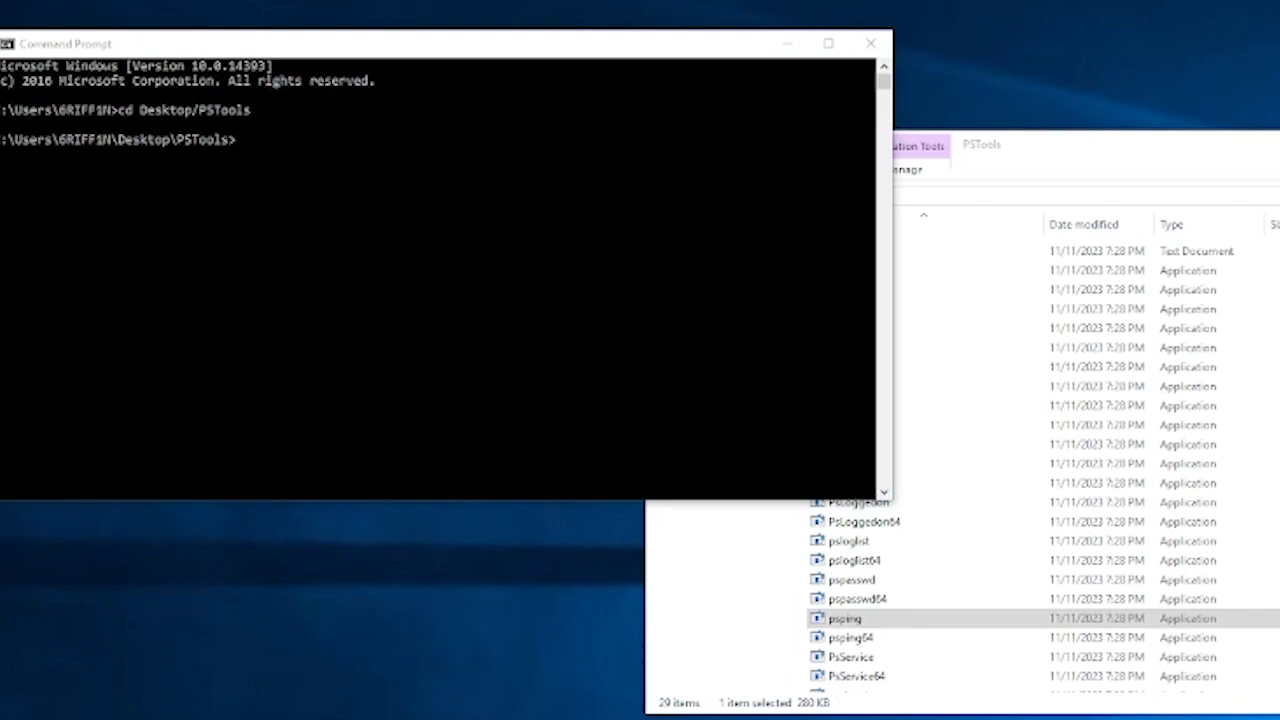 Command Prompt
icrosoft Windows [Version 10.0.14393]
c) 2016 Microsoft Corporation. All rights reserved.
:\Users\6RIFF1N>cd Desktop/PSTools
:\Users\6RIFF1N\Desktop\PSTools>
ation Tools PSTools
anage
Date modified Type
11/11/2023 7:28 PM Text Document
11/11/2023 7:28 PM Application
11/11/2023 7:28 PM Application
11/11/2023 7:28 PM Application
11/11/2023 7:28 PM Application
11/11/2023 7:28 PM Application
11/11/2023 7:28 PM Application
11/11/2023 7:28 PM Application
11/11/2023 7:28 PM Application
11/11/2023 7:28 PM Application
11/11/2023 7:28 PM Application
11/11/2023 7:28 PM Application
11/11/2023 7:28 PM Application
PsLoggedon 11/11/2023 7:28 PM Application
PsLoggedon64 11/11/2023 7:28 PM Application
psloglist 11/11/2023 7:28 PM Application
psloglist64 11/11/2023 7:28 PM Application
pspasswd 11/11/2023 7:28 PM Application
pspasswd64 11/11/2023 7:28 PM Application
psping 11/11/2023 7:28 PM Application
psping64 11/11/2023 7:28 PM Application
PsService 11/11/2023 7:28 PM Application
PsService64 11/11/2023 7:28 PM Application
29 items 1 item selected 280 KB